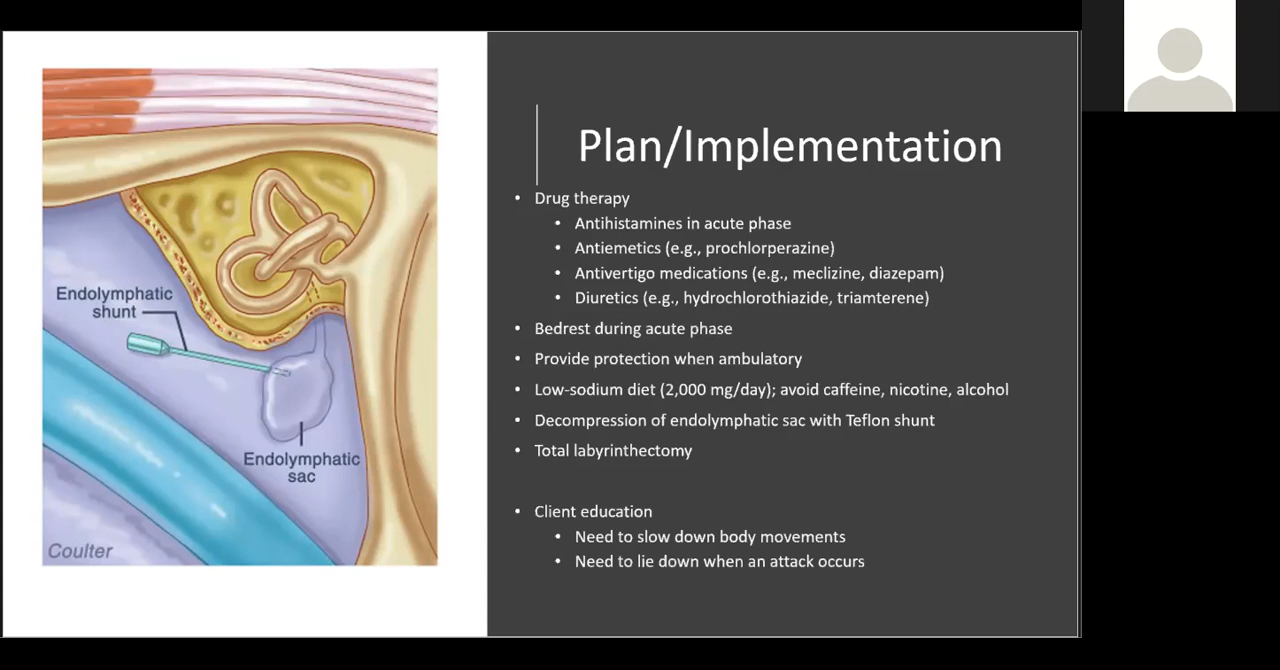 Endolymphatic
shunt
Endolymphatic
sac
Coulter
Plan/Implementation
• Drug therapy
• Antihistamines in acute phase
• Antiemetics (e.g., prochlorperazine)
• Antivertigo medications (e.g., meclizine, diazepam)
• Diuretics (e.g., hydrochlorothiazide, triamterene)
• Bedrest during acute phase
• Provide protection when ambulatory
• Low-sodium diet (2,000 mg/day); avoid caffeine, nicotine, alcohol
• Decompression of endolymphatic sac with Teflon shunt
• Total labyrinthectomy
• Client education
• Need to slow down body movements
• Need to lie down when an attack occurs